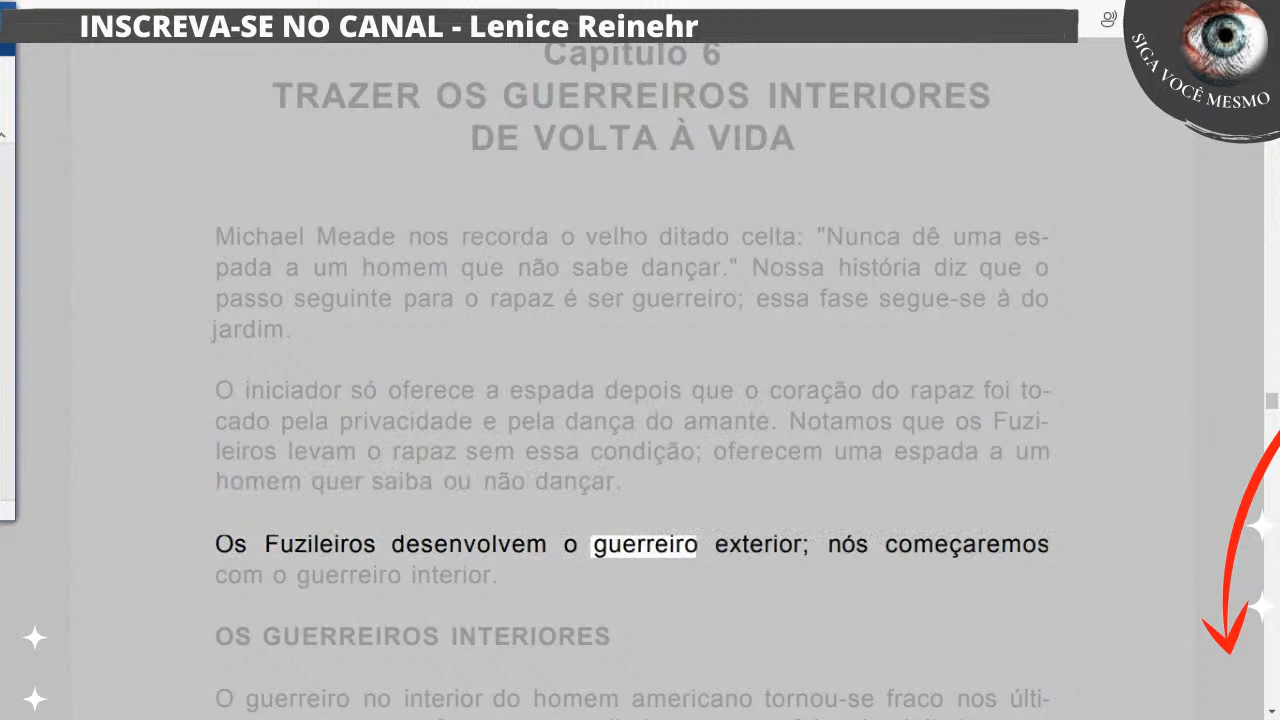 INSCREVA-SE NO CANAL - Lenice Reinehr
SIGA VOCÊ MESMO
Capítulo 6
TRAZER OS GUERREIROS INTERIORES
DE VOLTA À VIDA
Michael Meade nos recorda o velho ditado celta: "Nunca dê uma es-
pada a um homem que não sabe dançar." Nossa história diz que o
passo seguinte para o rapaz é ser guerreiro; essa fase segue-se à do
jardim.
O iniciador só oferece a espada depois que o coração do rapaz foi to-
cado pela privacidade e pela dança do amante. Notamos que os Fuzi-
leiros levam o rapaz sem essa condição; oferecem uma espada a um
homem quer saiba ou não dançar.
Os Fuzileiros desenvolvem o guerreiro exterior; nós começaremos
com o guerreiro interior.
OS GUERREIROS INTERIORES
O guerreiro no interior do homem americano tornou-se fraco nos últi-